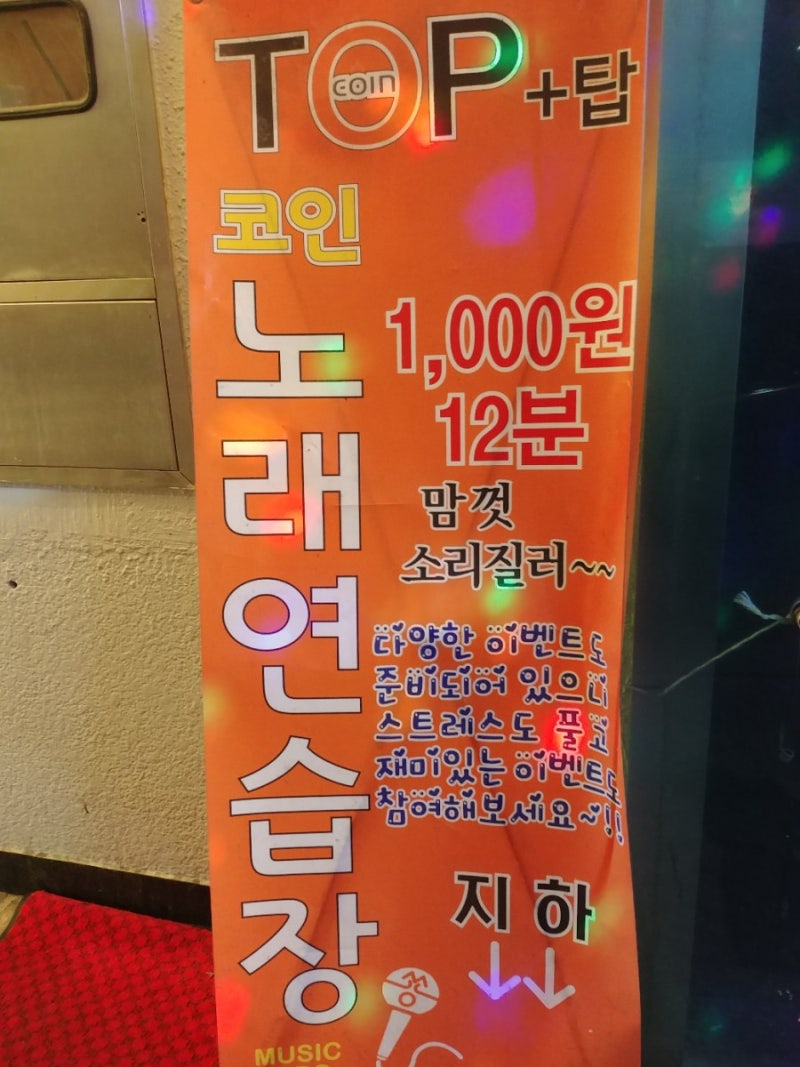 TOP+탑
COIN
코인
노래연습장
1,000원
12분
맘껏
소리질러~~
다양한 이벤트도
준비되어 있으니
스트레스도 풀고
재미있는 이벤트도
참여해보세요~!!
지하
↓↓
MUSIC